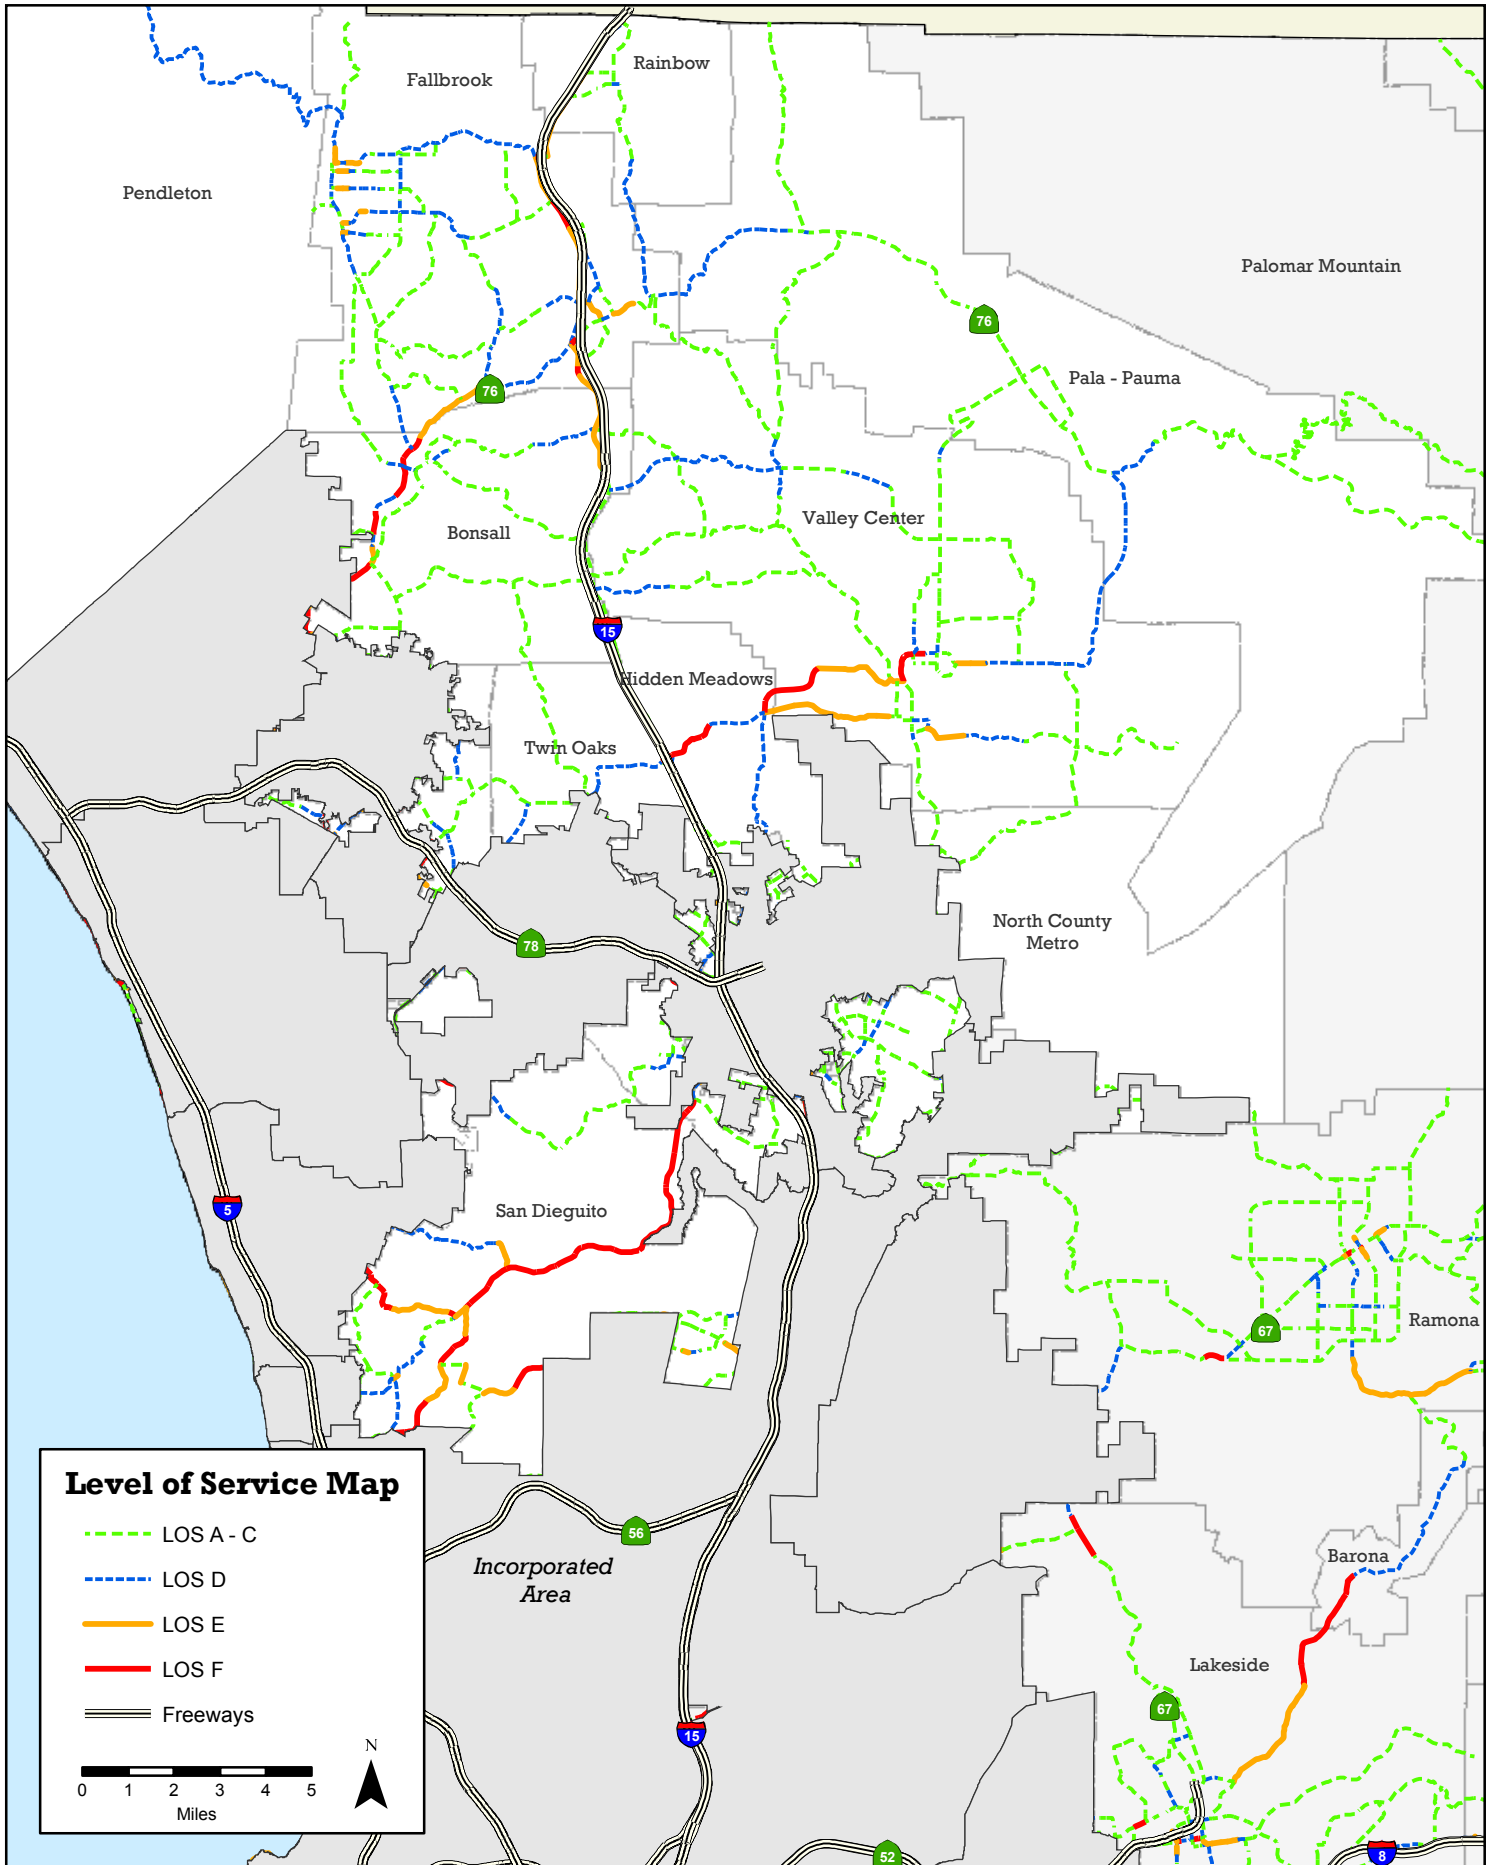 Fallbrook
Rainbow
Pendleton
Palomar Mountain
76
Pala - Pauma
76
Valley Center
Bonsall
15
Hidden Meadows
Twin Oaks
North County
Metro
78
San Dieguito
5
67
Ramona
Level of Service Map
LOS A - C
LOS D
LOS E
LOS F
Freeways
N
0 1 2 3 4 5
Miles
56
Incorporated
Area
Barona
Lakeside
67
15
52
8